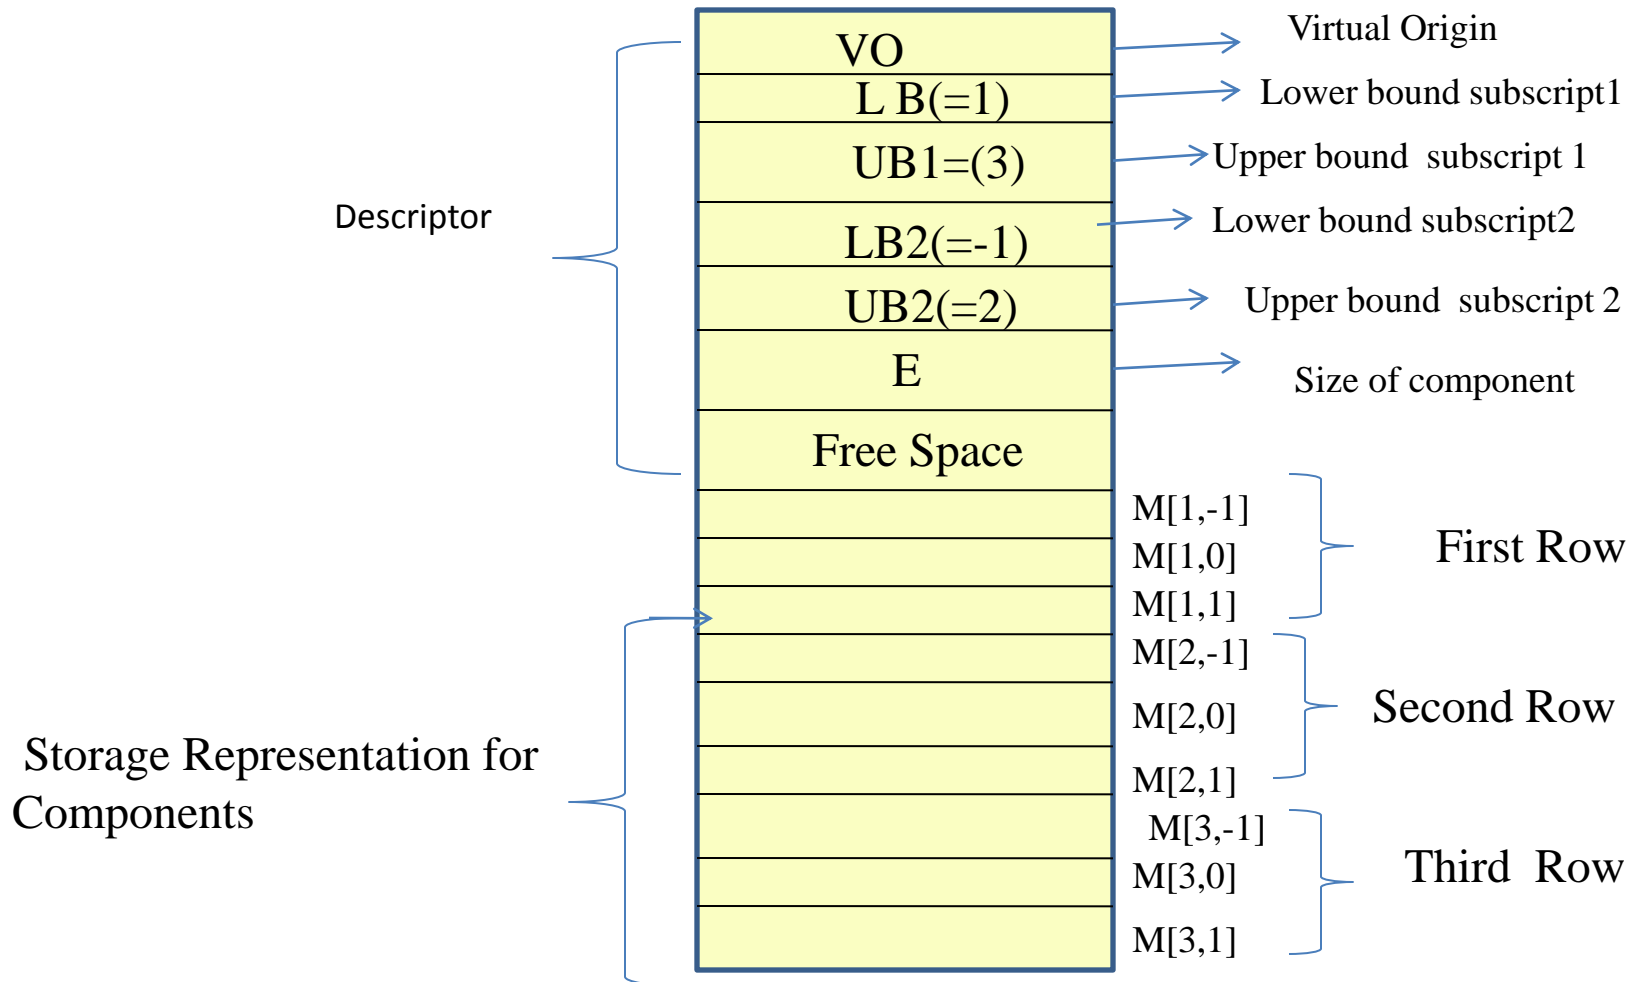 VO
Virtual Origin
L B(=1)
Lower bound subscript1
UB1=(3)
Upper bound subscript 1
Descriptor
LB2(=-1)
Lower bound subscript2
UB2(=2)
Upper bound subscript 2
E
Size of component
Free Space
M[1,-1]
M[1,0]
First Row
M[1,1]
M[2,-1]
M[2,0]
Second Row
M[2,1]
Storage Representation for
Components
M[3,-1]
M[3,0]
Third Row
M[3,1]